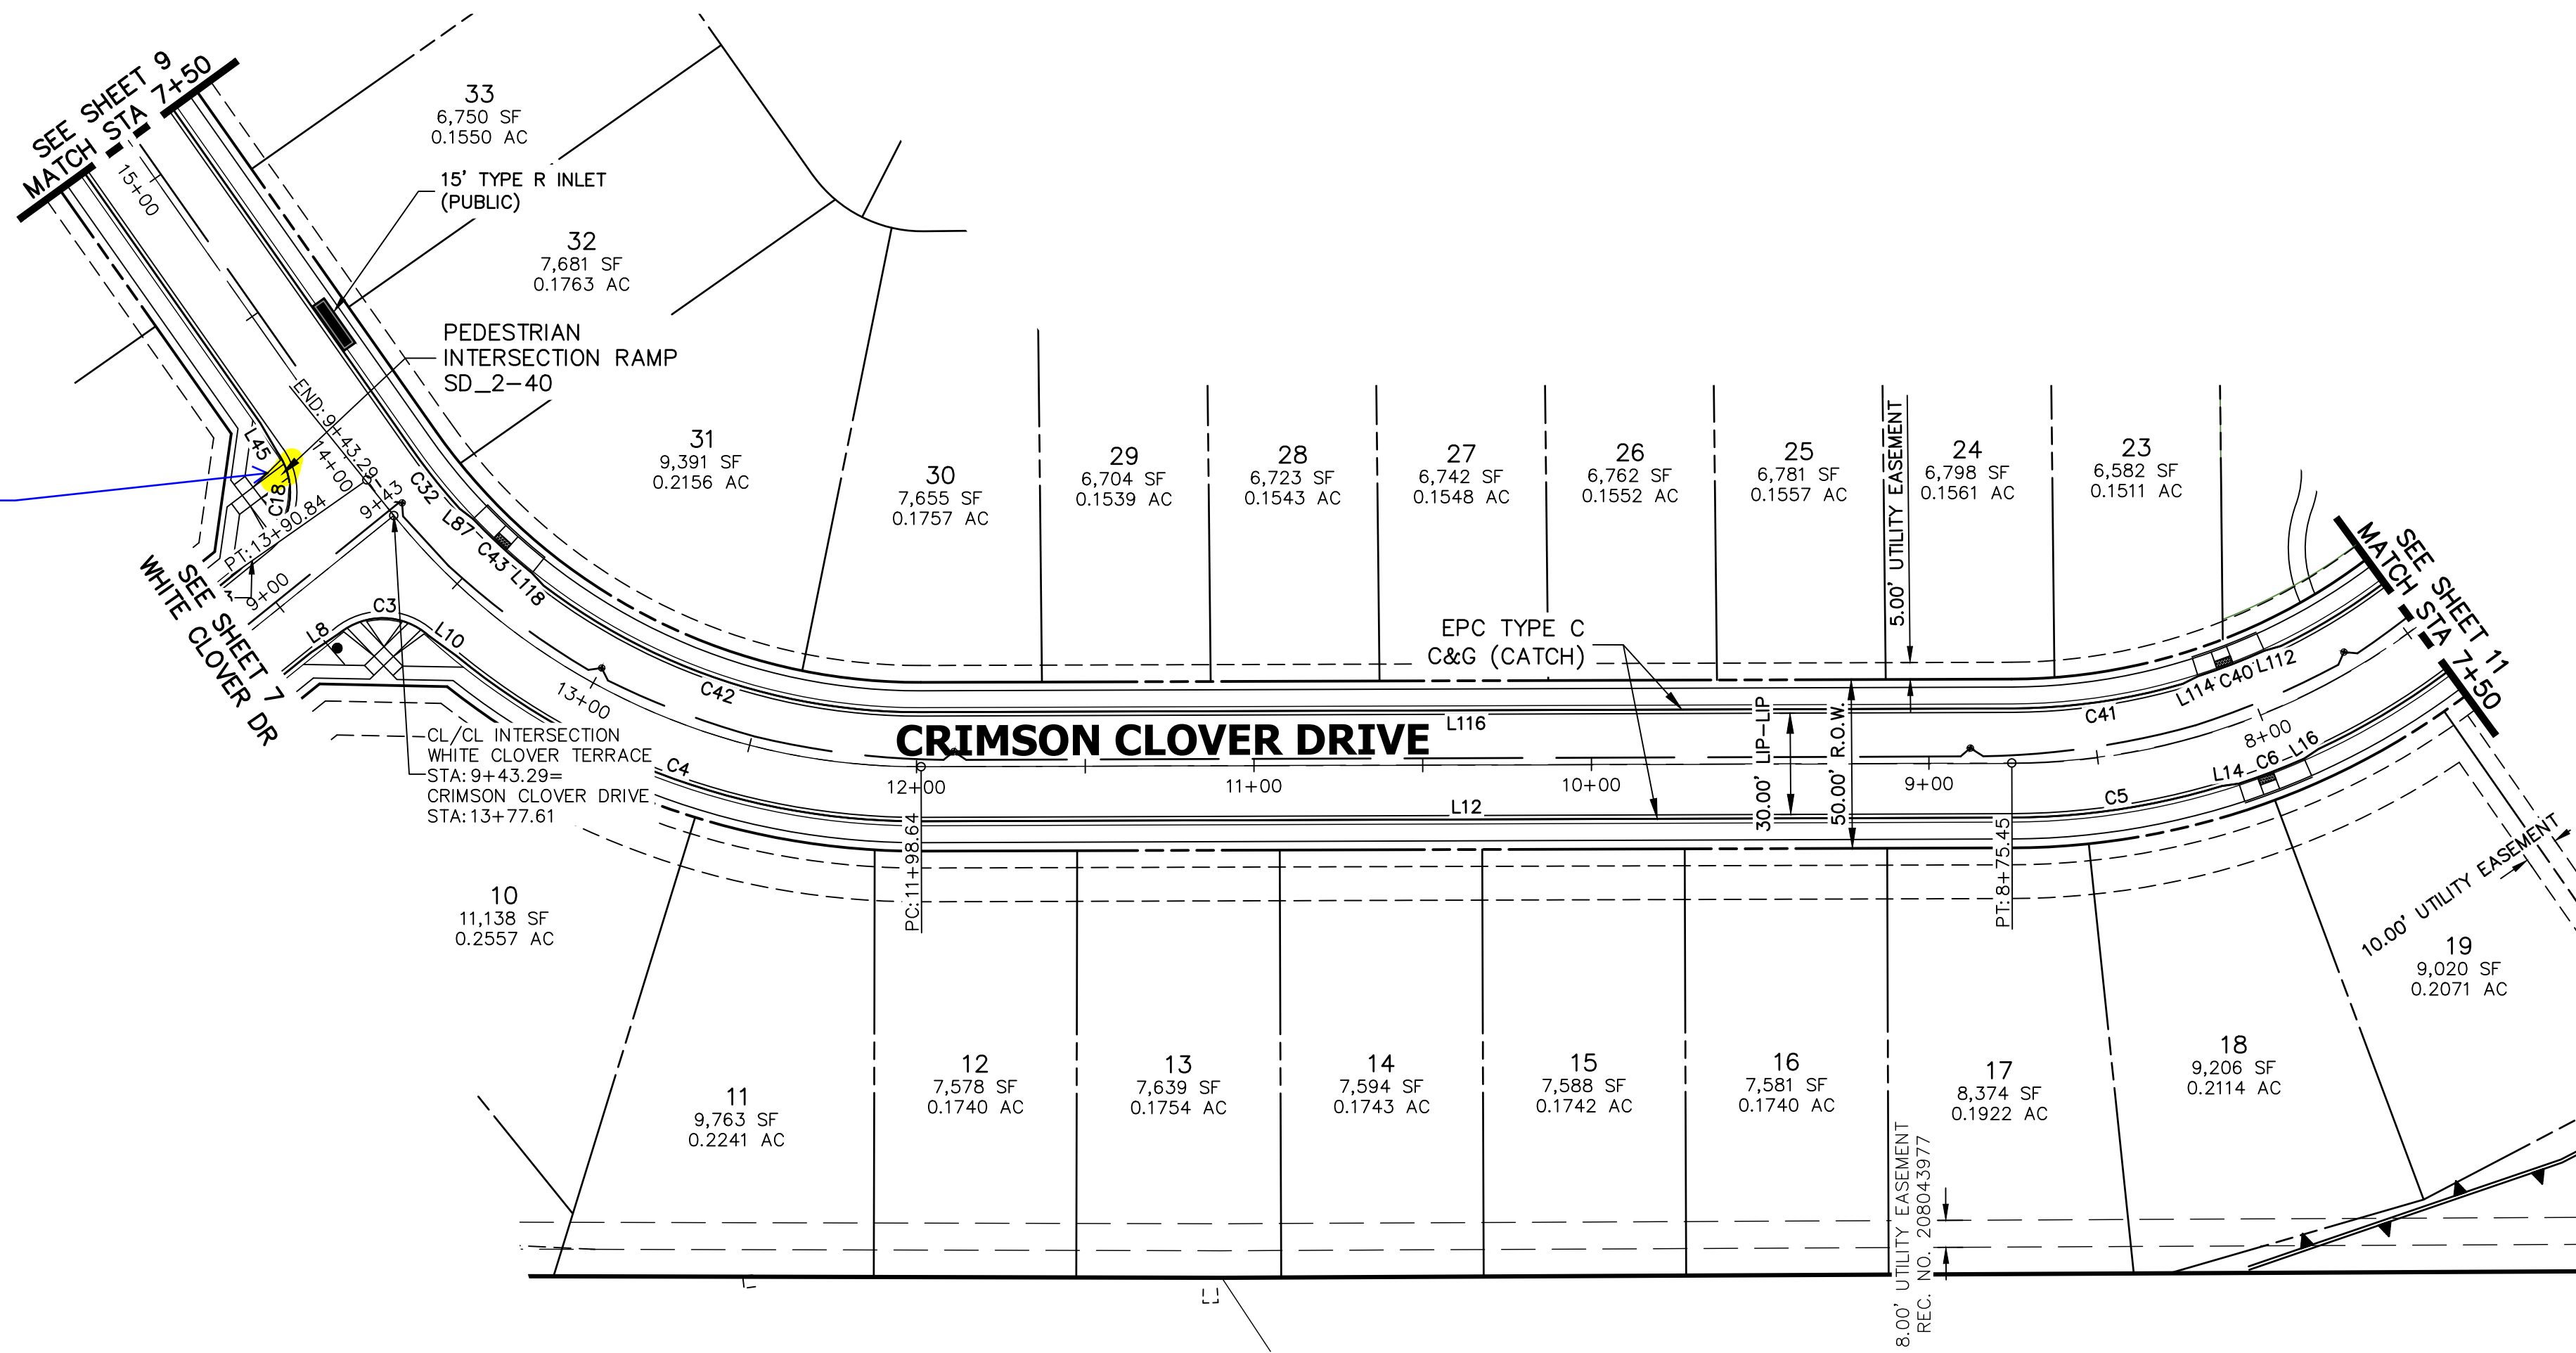 SEE SHEET 9
MATCH STA 7+50
15+00
33
6,750 SF
0.1550 AC
15' TYPE R INLET
(PUBLIC)
32
7,681 SF
0.1763 AC
PEDESTRIAN
INTERSECTION RAMP
SD_2-40
END: 9+43.29
14+00
L45
C18
PT: 13+90.84
9+43
9+00
C32
L87
C43
L118
SEE SHEET 7
WHITE CLOVER DR
L8
C3
L10
13+00
CL/CL INTERSECTION
WHITE CLOVER TERRACE
STA: 9+43.29=
CRIMSON CLOVER DRIVE
STA: 13+77.61
C4
C42
31
9,391 SF
0.2156 AC
30
7,655 SF
0.1757 AC
29
6,704 SF
0.1539 AC
28
6,723 SF
0.1543 AC
27
6,742 SF
0.1548 AC
26
6,762 SF
0.1552 AC
25
6,781 SF
0.1557 AC
5.00' UTILITY EASEMENT
24
6,798 SF
0.1561 AC
23
6,582 SF
0.1511 AC
SEE SHEET 11
MATCH STA 7+50
EPC TYPE C
C&G (CATCH)
CRIMSON CLOVER DRIVE
L116
30.00' LIP-LIP
50.00' R.O.W.
C41
L114
C40
L112
8+00
L14
C6
L16
C5
12+00
11+00
10+00
9+00
L12
PC: 11+98.64
PT: 8+75.45
10.00' UTILITY EASEMENT
10
11,138 SF
0.2557 AC
11
9,763 SF
0.2241 AC
12
7,578 SF
0.1740 AC
13
7,639 SF
0.1754 AC
14
7,594 SF
0.1743 AC
15
7,588 SF
0.1742 AC
16
7,581 SF
0.1740 AC
17
8,374 SF
0.1922 AC
18
9,206 SF
0.2114 AC
19
9,020 SF
0.2071 AC
8.00' UTILITY EASEMENT
REC. NO. 208043977